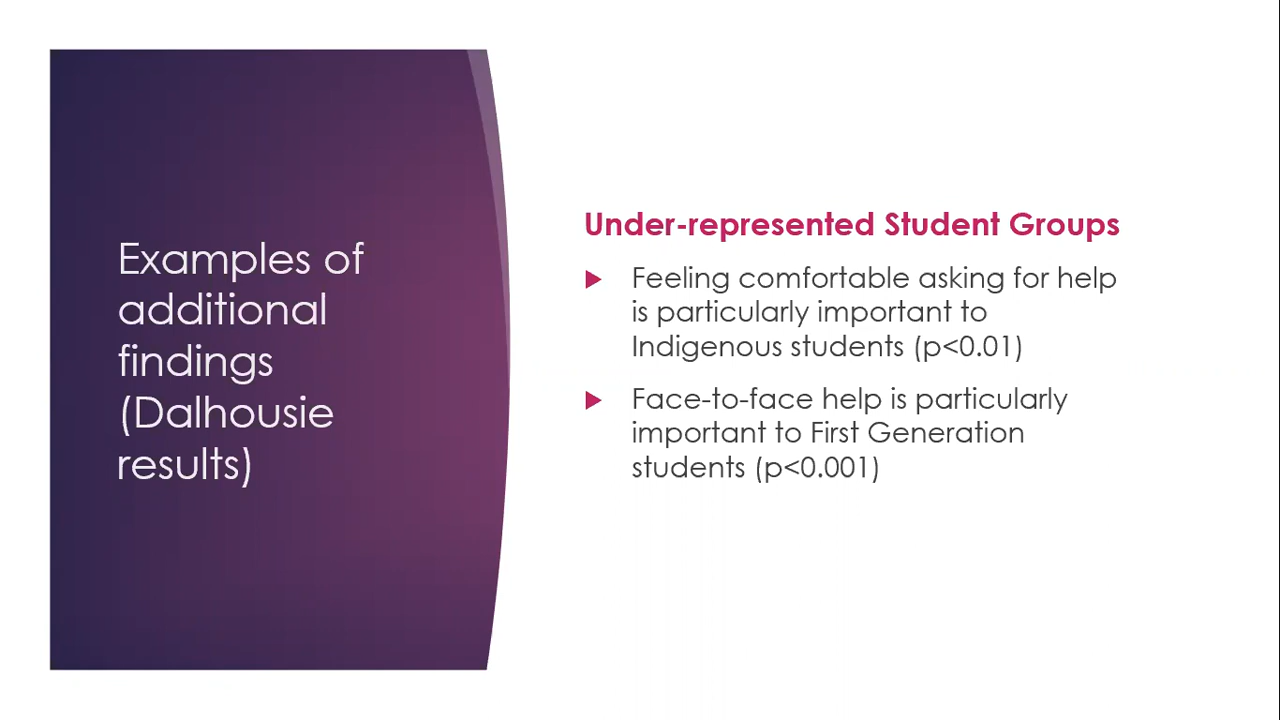 Examples of
additional
findings
(Dalhousie
results)
Under-represented Student Groups
Feeling comfortable asking for help
is particularly important to
Indigenous students (p<0.01)
Face-to-face help is particularly
important to First Generation
students (p<0.001)